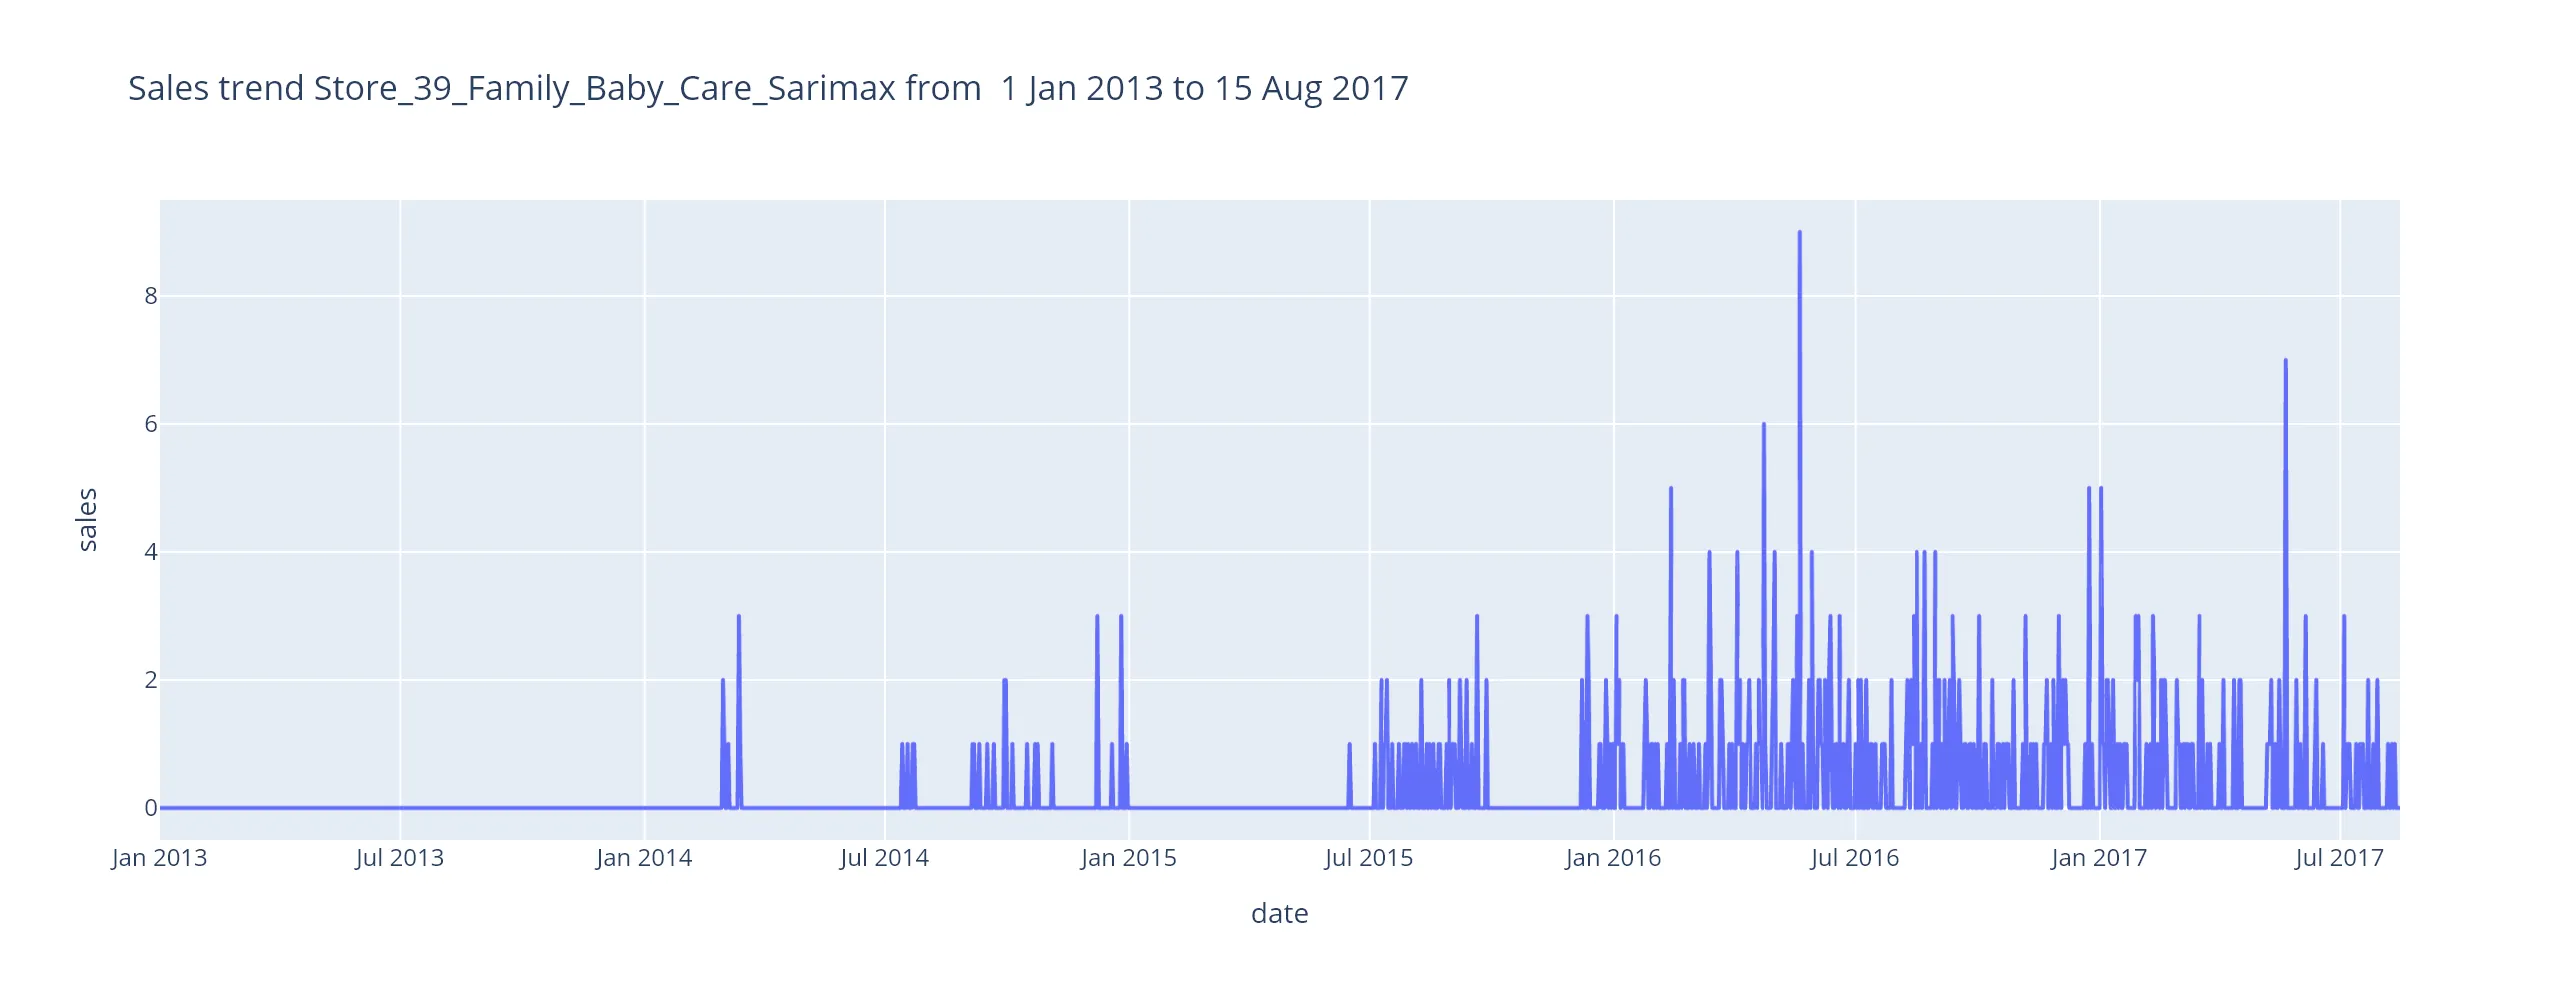 Sales trend Store_39_Family_Baby_Care_Sarimax from  1 Jan 2013 to 15 Aug 2017
8
6
4
2
0
sales
Jan 2013 Jul 2013 Jan 2014 Jul 2014 Jan 2015 Jul 2015 Jan 2016 Jul 2016 Jan 2017 Jul 2017
date